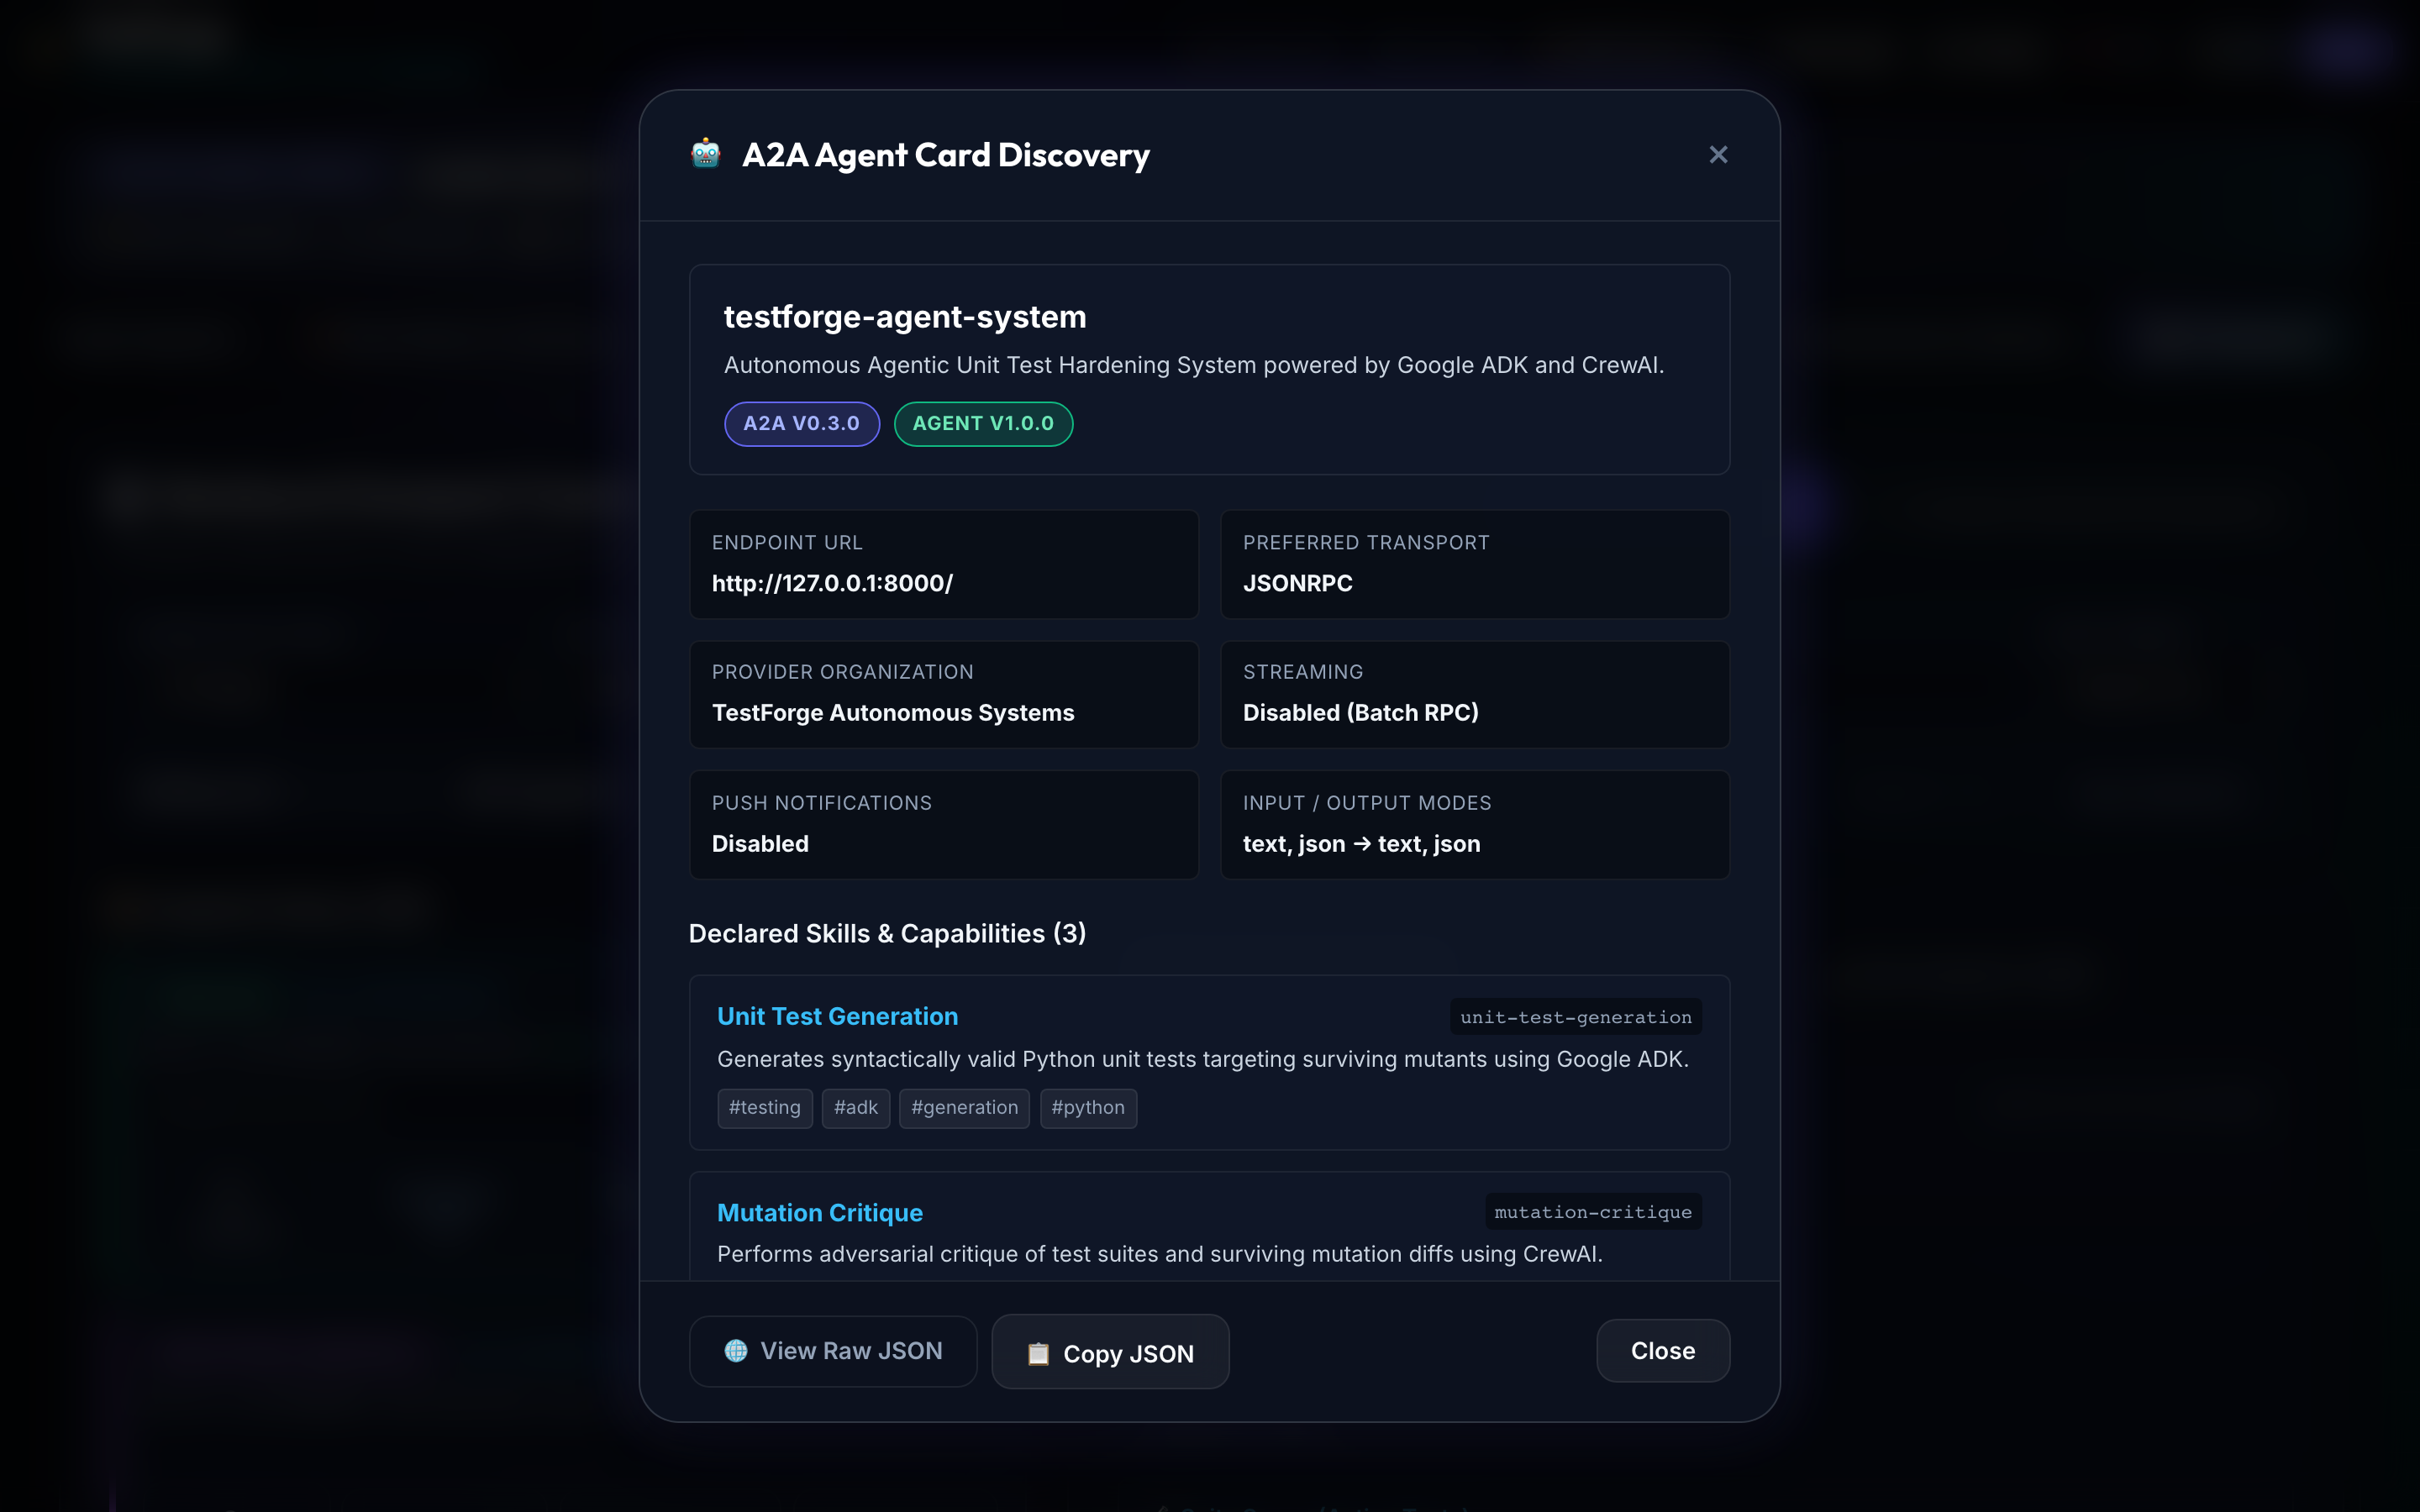 A2A Agent Card Discovery
testforge-agent-system
Autonomous Agentic Unit Test Hardening System powered by Google ADK and CrewAI.
A2A V0.3.0 AGENT V1.0.0
ENDPOINT URL
http://127.0.0.1:8000/
PREFERRED TRANSPORT
JSONRPC
PROVIDER ORGANIZATION
TestForge Autonomous Systems
STREAMING
Disabled (Batch RPC)
PUSH NOTIFICATIONS
Disabled
INPUT / OUTPUT MODES
text, json → text, json
Declared Skills & Capabilities (3)
Unit Test Generation
unit-test-generation
Generates syntactically valid Python unit tests targeting surviving mutants using Google ADK.
#testing #adk #generation #python
Mutation Critique
mutation-critique
Performs adversarial critique of test suites and surviving mutation diffs using CrewAI.
View Raw JSON
Copy JSON
Close